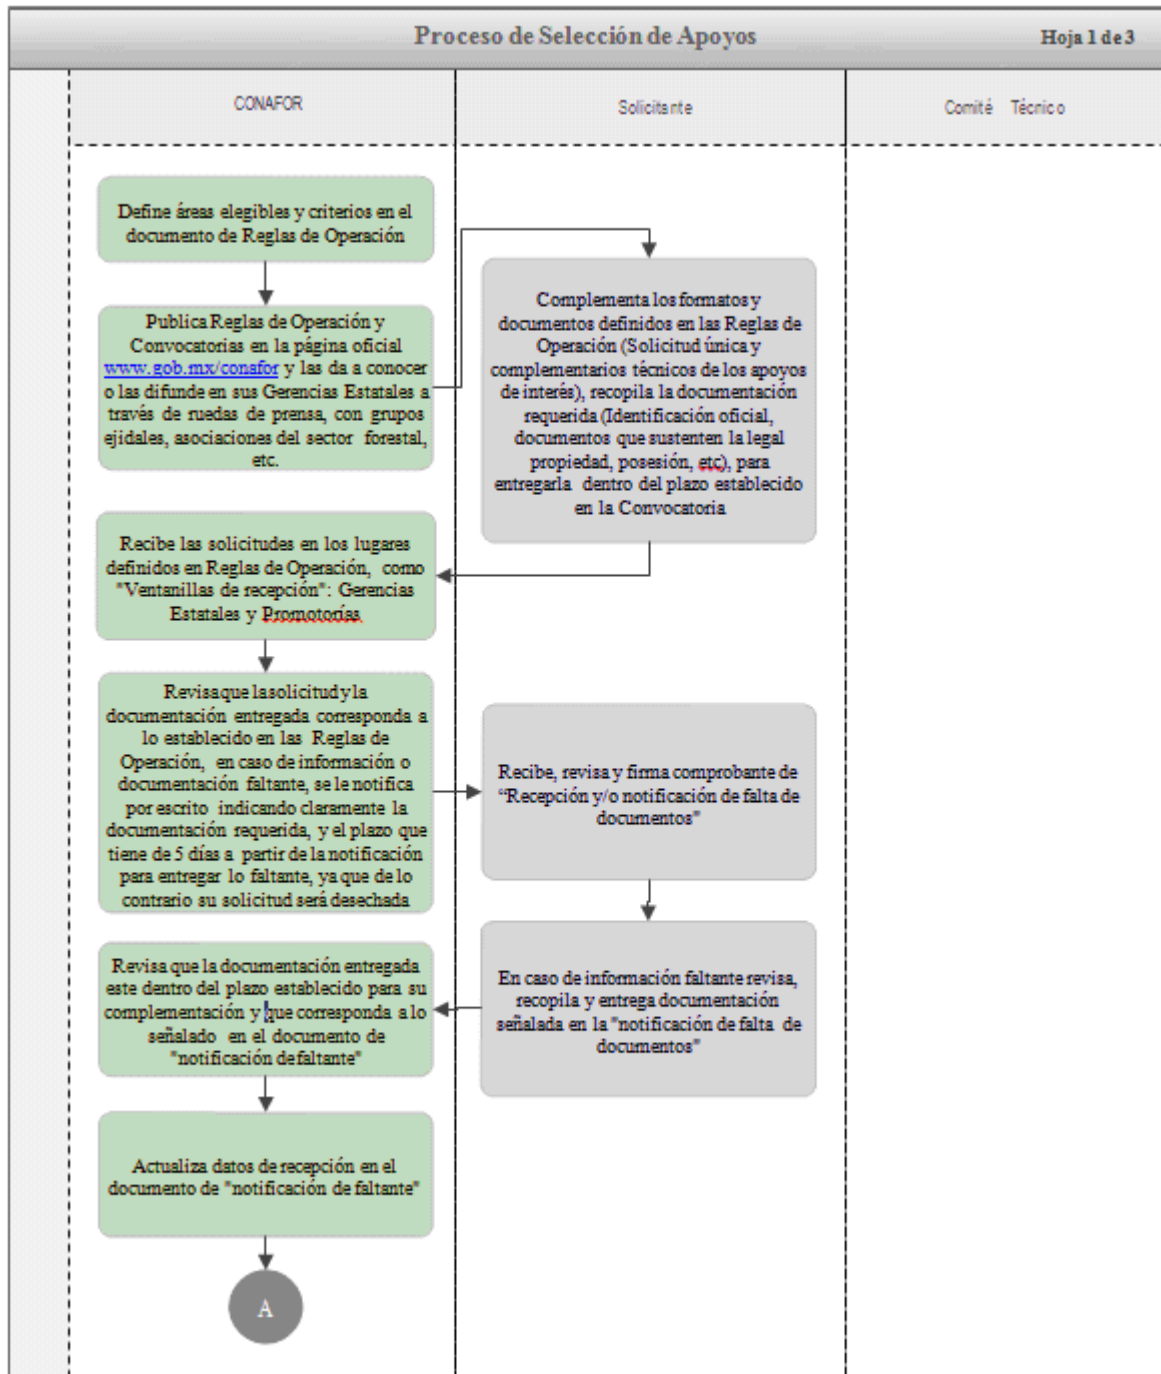 Proceso de Selección de Apoyos
Hoja 1 de 3
CONAFOR
Solicitante
Comité Técnico
Define áreas elegibles y criterios en el
documento de Reglas de Operación
Publica Reglas de Operación y
Convocatorias en la página oficial
www.gob.mx/conafor y las da a conocer
o las difunde en sus Gerencias Estatales a
través de ruedas de prensa, con grupos
ejidales, asociaciones del sector forestal,
etc.
Complementa los formatos y
documentos definidos en las Reglas de
Operación (Solicitud única y
complementarios técnicos de los apoyos
de interés), recopila la documentación
requerida (Identificación oficial,
documentos que sustenten la legal
propiedad, posesión, etc), para
entregarla dentro del plazo establecido
en la Convocatoria
Recibe las solicitudes en los lugares
definidos en Reglas de Operación, como
"Ventanillas de recepción": Gerencias
Estatales y Promotorías
Revisa que la solicitud y la
documentación entregada corresponda a
lo establecido en las Reglas de
Operación, en caso de información o
documentación faltante, se le notifica
por escrito indicando claramente la
documentación requerida, y el plazo que
tiene de 5 días a partir de la notificación
para entregar lo faltante, ya que de lo
contrario su solicitud será desechada
Recibe, revisa y firma comprobante de
“Recepción y/o notificación de falta de
documentos"
En caso de información faltante revisa,
recopila y entrega documentación
señalada en la "notificación de falta de
documentos"
Revisa que la documentación entregada
este dentro del plazo establecido para su
complementación y que corresponda a lo
señalado en el documento de
"notificación de faltante"
Actualiza datos de recepción en el
documento de "notificación de faltante"
A